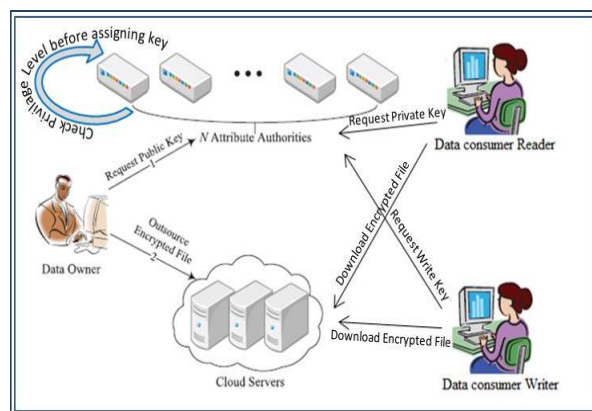 Check Privilage Level before assigning key
N Attribute Authorities
Request Private Key
Data consumer Reader
Request Public Key
1
Data Owner
Outsource
Encrypted File
2
Download Encrypted File
Request Write Key
Download Encrypted File
Cloud Servers
Data consumer Writer